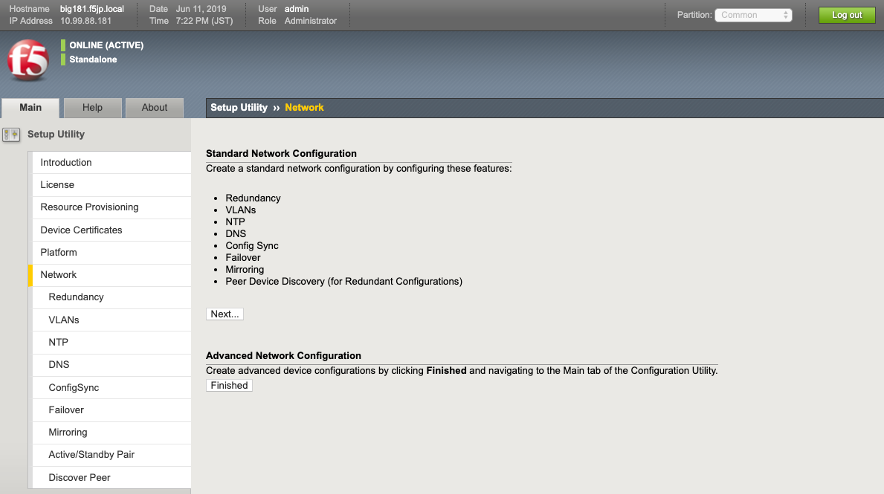 Hostname big181.f5jp.local Date Jun 11, 2019 User admin
IP Address 10.99.88.181 Time 7:22 PM (JST) Role Administrator
Partition: Common Log out
f5
ONLINE (ACTIVE)
Standalone
Main Help About
Setup Utility ›› Network
Setup Utility
Introduction
License
Resource Provisioning
Device Certificates
Platform
Network
Redundancy
VLANs
NTP
DNS
ConfigSync
Failover
Mirroring
Active/Standby Pair
Discover Peer
Standard Network Configuration
Create a standard network configuration by configuring these features:
• Redundancy
• VLANs
• NTP
• DNS
• Config Sync
• Failover
• Mirroring
• Peer Device Discovery (for Redundant Configurations)
Next...
Advanced Network Configuration
Create advanced device configurations by clicking Finished and navigating to the Main tab of the Configuration Utility.
Finished